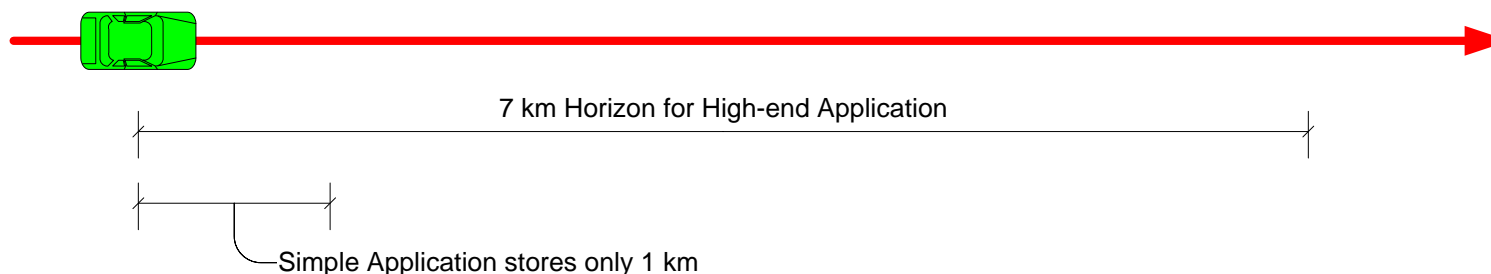 7 km Horizon for High-end Application
Simple Application stores only 1 km